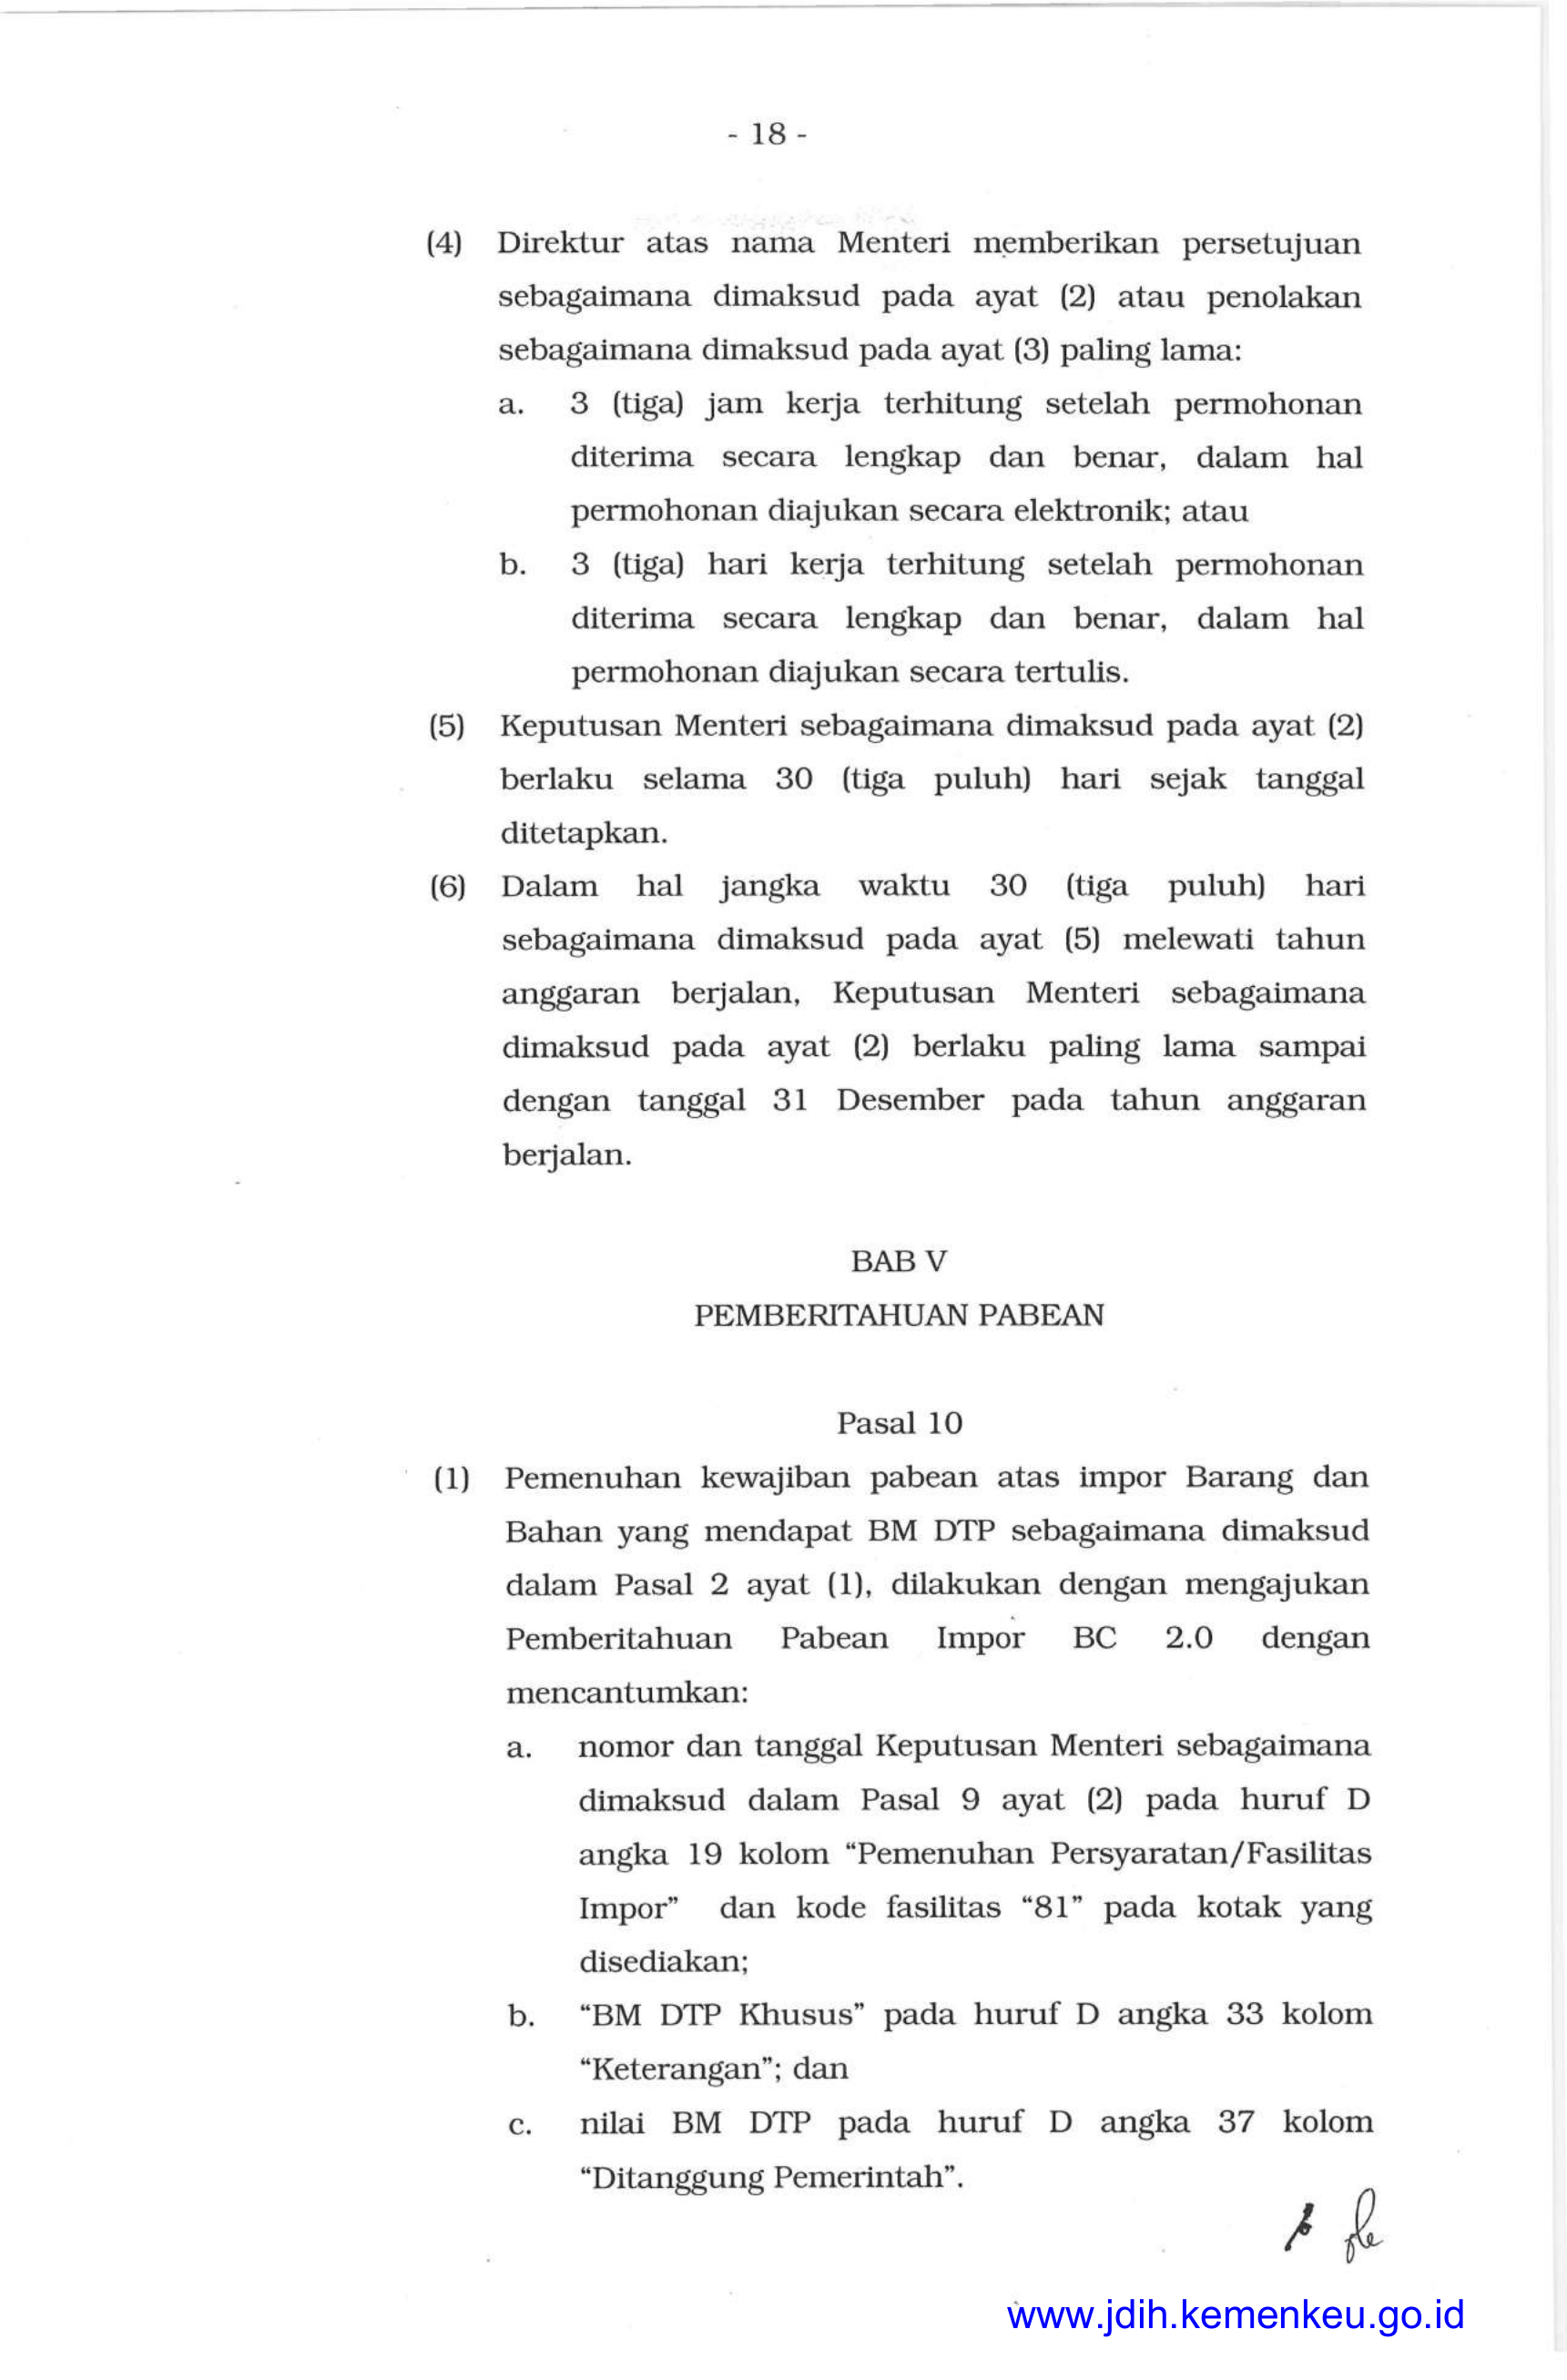 - 18 -
(4) Direktur atas nama Menteri memberikan persetujuan
sebagaimana dimaksud pada ayat (2) atau penolakan
sebagaimana dimaksud pada ayat (3) paling lama:
a. 3 (tiga) jam kerja terhitung setelah permohonan
diterima secara lengkap dan benar, dalam hal
permohonan diajukan secara elektronik; atau
b. 3 (tiga) hari kerja terhitung setelah permohonan
diterima secara lengkap dan benar, dalam hal
permohonan diajukan secara tertulis.
(5) Keputusan Menteri sebagaimana dimaksud pada ayat (2)
berlaku selama 30 (tiga puluh) hari sejak tanggal
ditetapkan.
(6) Dalam hal jangka waktu 30 (tiga puluh) hari
sebagaimana dimaksud pada ayat (5) melewati tahun
anggaran berjalan, Keputusan Menteri sebagaimana
dimaksud pada ayat (2) berlaku paling lama sampai
dengan tanggal 31 Desember pada tahun anggaran
berjalan.
BAB V
PEMBERITAHUAN PABEAN
Pasal 10
(1) Pemenuhan kewajiban pabean atas impor Barang dan
Bahan yang mendapat BM DTP sebagaimana dimaksud
dalam Pasal 2 ayat (1), dilakukan dengan mengajukan
Pemberitahuan Pabean Impor BC 2.0 dengan
mencantumkan:
a. nomor dan tanggal Keputusan Menteri sebagaimana
dimaksud dalam Pasal 9 ayat (2) pada huruf D
angka 19 kolom “Pemenuhan Persyaratan/Fasilitas
Impor” dan kode fasilitas “81” pada kotak yang
disediakan;
b. “BM DTP Khusus” pada huruf D angka 33 kolom
“Keterangan”; dan
c. nilai BM DTP pada huruf D angka 37 kolom
“Ditanggung Pemerintah”.
www.jdih.kemenkeu.go.id